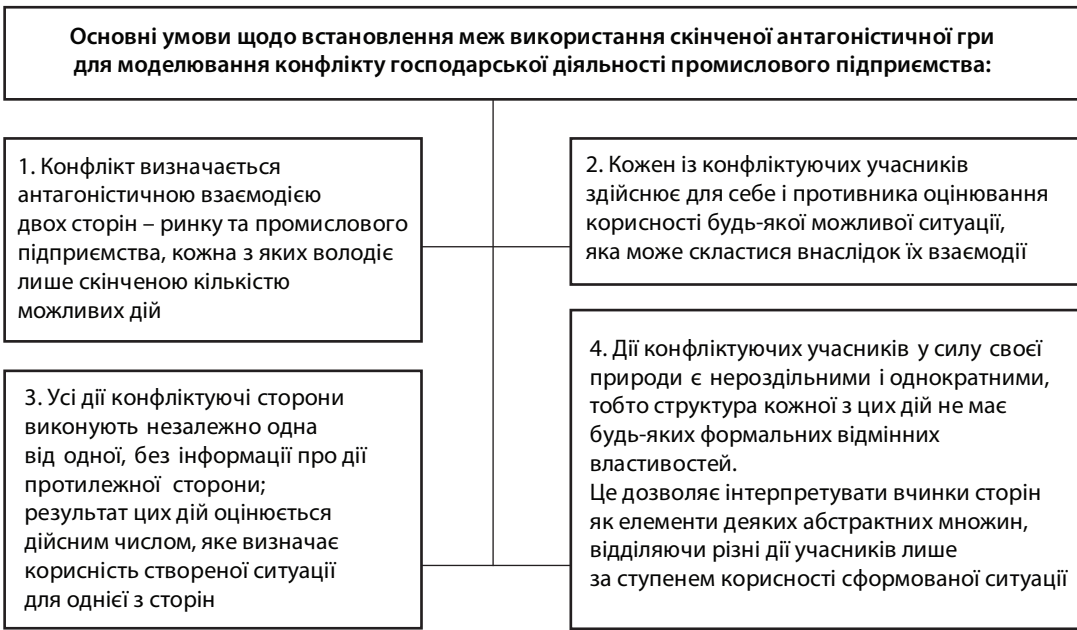 Основні умови щодо встановлення меж використання скінченої антагоністичної гри
для моделювання конфлікту господарської діяльності промислового підприємства:
1. Конфлікт визначається
антагоністичною взаємодією
двох сторін – ринку та промислового
підприємства, кожна з яких володіє
лише скінченою кількістю
можливих дій
2. Кожен із конфліктуючих учасників
здійснює для себе і противника оцінювання
корисності будь-якої можливої ситуації,
яка може скластися внаслідок їх взаємодії
3. Усі дії конфліктуючі сторони
виконують незалежно одна
від одної, без інформації про дії
протилежної сторони;
результат цих дій оцінюється
дійсним числом, яке визначає
корисність створеної ситуації
для однієї з сторін
4. Дії конфліктуючих учасників у силу своєї
природи є нероздільними і однократними,
тобто структура кожної з цих дій не має
будь-яких формальних відмінних
властивостей.
Це дозволяє інтерпретувати вчинки сторін
як елементи деяких абстрактних множин,
відділяючи різні дії учасників лише
за ступенем корисності сформованої ситуації